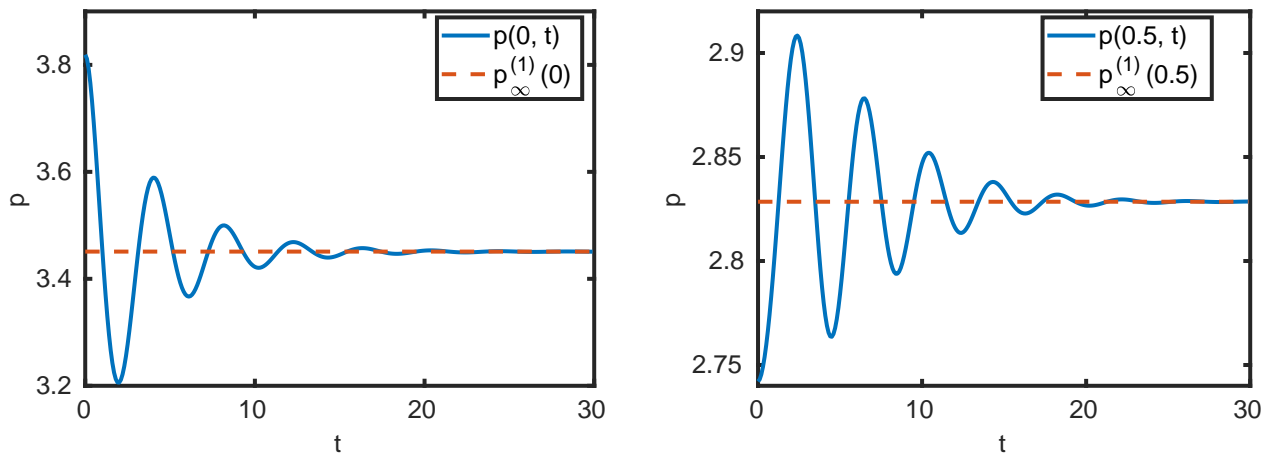 p(0, t)
p∞^(1) (0)
3.8
3.6
3.4
3.2
p
0
10
20
30
t
p(0.5, t)
p∞^(1) (0.5)
2.9
2.85
2.8
2.75
p
0
10
20
30
t